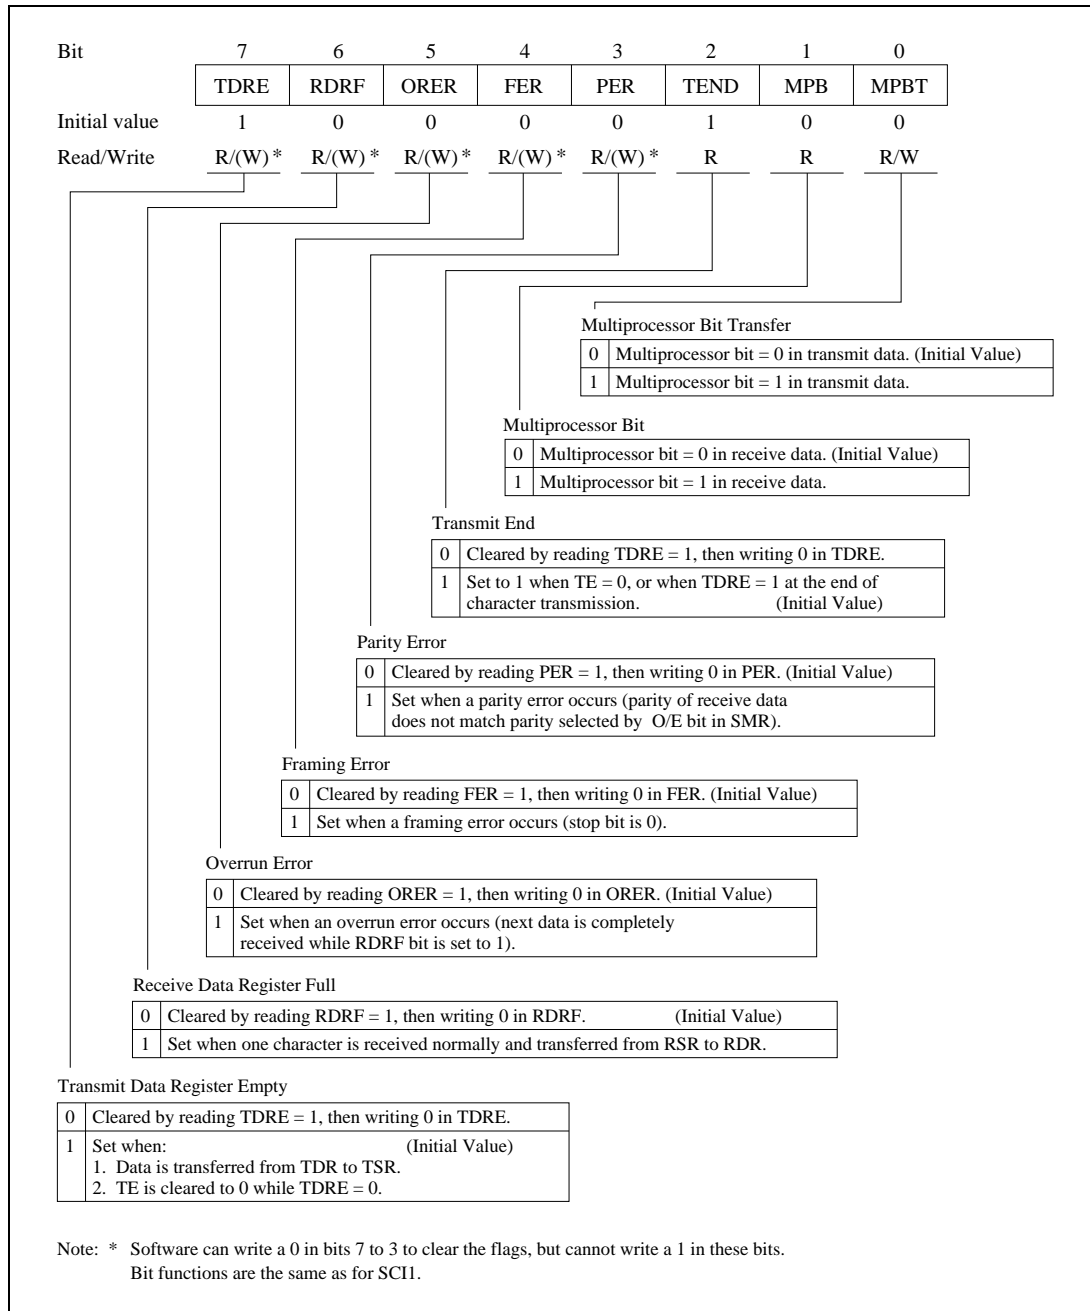 Bit 7 6 5 4 3 2 1 0
TDRE RDRF ORER FER PER TEND MPB MPBT
Initial value 1 0 0 0 0 1 0 0
Read/Write R/(W) * R/(W) * R/(W) * R/(W) * R/(W) * R R R/W
Multiprocessor Bit Transfer
0 Multiprocessor bit = 0 in transmit data. (Initial Value)
1 Multiprocessor bit = 1 in transmit data.
Multiprocessor Bit
0 Multiprocessor bit = 0 in receive data. (Initial Value)
1 Multiprocessor bit = 1 in receive data.
Transmit End
0 Cleared by reading TDRE = 1, then writing 0 in TDRE.
1 Set to 1 when TE = 0, or when TDRE = 1 at the end of
character transmission. (Initial Value)
Parity Error
0 Cleared by reading PER = 1, then writing 0 in PER. (Initial Value)
1 Set when a parity error occurs (parity of receive data
does not match parity selected by O/E bit in SMR).
Framing Error
0 Cleared by reading FER = 1, then writing 0 in FER. (Initial Value)
1 Set when a framing error occurs (stop bit is 0).
Overrun Error
0 Cleared by reading ORER = 1, then writing 0 in ORER. (Initial Value)
1 Set when an overrun error occurs (next data is completely
received while RDRF bit is set to 1).
Receive Data Register Full
0 Cleared by reading RDRF = 1, then writing 0 in RDRF. (Initial Value)
1 Set when one character is received normally and transferred from RSR to RDR.
Transmit Data Register Empty
0 Cleared by reading TDRE = 1, then writing 0 in TDRE.
1 Set when: (Initial Value)
1. Data is transferred from TDR to TSR.
2. TE is cleared to 0 while TDRE = 0.
Note: * Software can write a 0 in bits 7 to 3 to clear the flags, but cannot write a 1 in these bits.
Bit functions are the same as for SCI1.